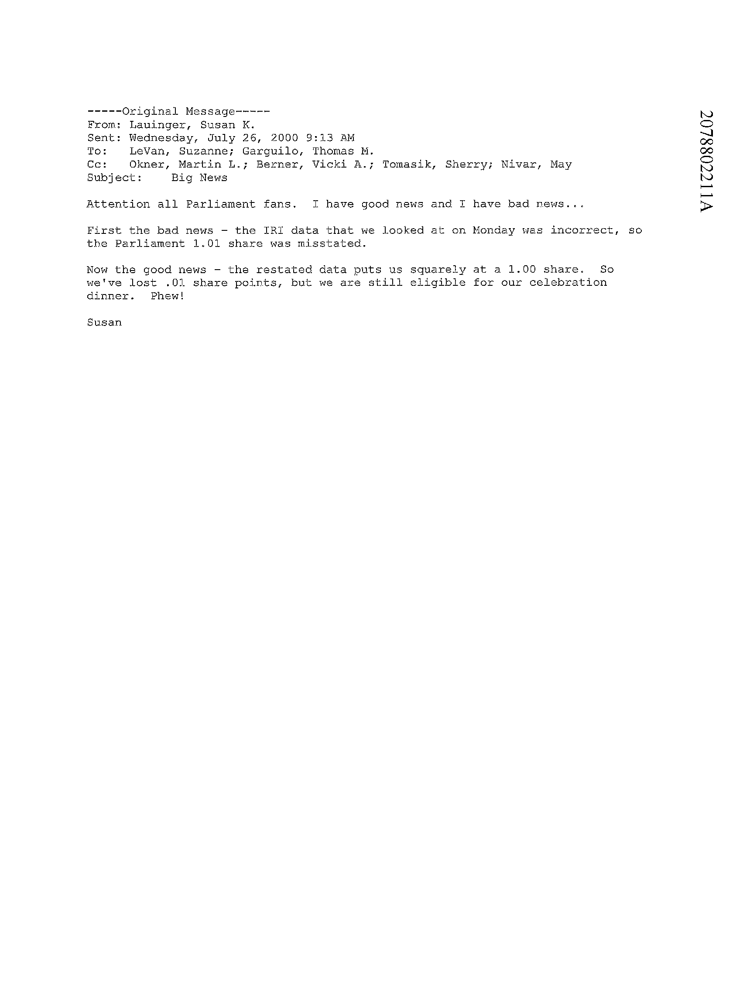 -----Original Message-----
From: Lauinger, Susan K.
Sent: Wednesday, July 26, 2000 9:13 AM
To: LeVan, Suzanne; Garguilo, Thomas M.
Cc: Okner, Martin L.; Berner, Vicki A.; Tomasik, Sherry; Nivar, May
Subject: Big News
Attention all Parliament fans. I have good news and I have bad news...
First the bad news - the IRI data that we looked at on Monday was incorrect, so
the Parliament 1.01 share was misstated.
Now the good news - the restated data puts us squarely at a 1.00 share. So
we've lost .01 share points, but we are still eligible for our celebration
dinner. Phew!
Susan
2078802211A